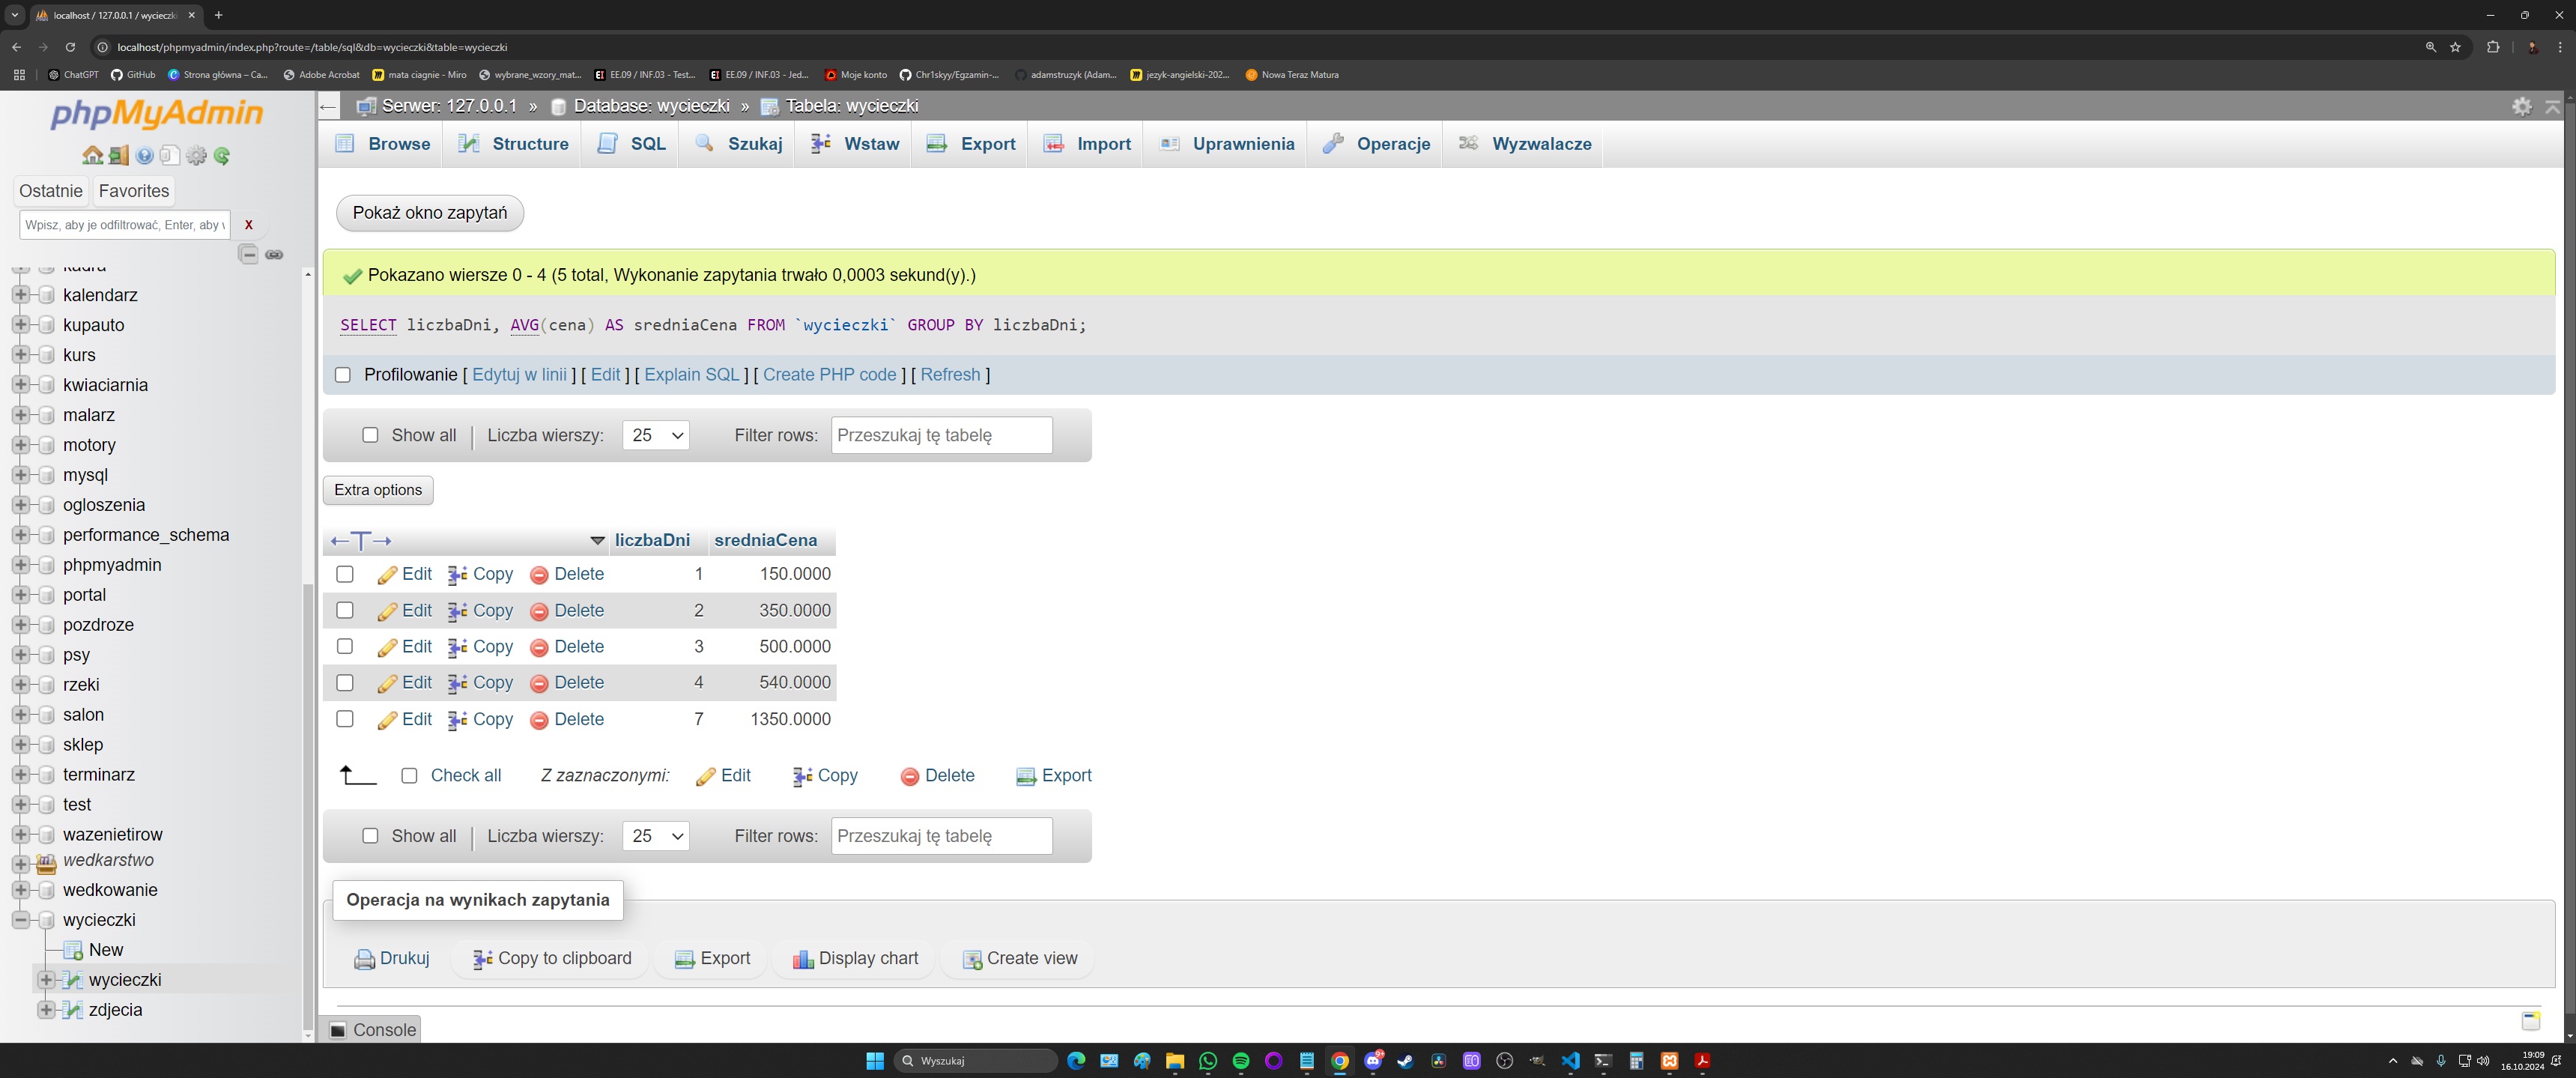 localhost / 127.0.0.1 / wycieczki
localhost/phpmyadmin/index.php?route=/table/sql&db=wycieczki&table=wycieczki
ChatGPT
GitHub
Strona główna – Ca...
Adobe Acrobat
mata ciagnie - Miro
wybrane_wzory_mat...
EE.09 / INF.03 - Test...
EE.09 / INF.03 - Jed...
Moje konto
Chr1skyy/Egzamin-...
adamstruzyk (Adam...
jezyk-angielski-202...
Nowa Teraz Matura
phpMyAdmin
Ostatnie
Favorites
Wpisz, aby je odfiltrować, Enter, aby w
X
kadra
kalendarz
kupauto
kurs
kwiaciarnia
malarz
motory
mysql
ogloszenia
performance_schema
phpmyadmin
portal
pozdroze
psy
rzeki
salon
sklep
terminarz
test
wazenietirow
wedkarstwo
wedkowanie
wycieczki
New
wycieczki
zdjecia
Serwer: 127.0.0.1 » Database: wycieczki » Tabela: wycieczki
Browse
Structure
SQL
Szukaj
Wstaw
Export
Import
Uprawnienia
Operacje
Wyzwalacze
Pokaż okno zapytań
Pokazano wiersze 0 - 4 (5 total, Wykonanie zapytania trwało 0,0003 sekund(y).)
SELECT liczbaDni, AVG(cena) AS sredniaCena FROM `wycieczki` GROUP BY liczbaDni;
Profilowanie [ Edytuj w linii ] [ Edit ] [ Explain SQL ] [ Create PHP code ] [ Refresh ]
Show all | Liczba wierszy: 25 Filter rows: Przeszukaj tę tabelę
Extra options
←T→ liczbaDni sredniaCena
Edit Copy Delete 1 150.0000
Edit Copy Delete 2 350.0000
Edit Copy Delete 3 500.0000
Edit Copy Delete 4 540.0000
Edit Copy Delete 7 1350.0000
Check all Z zaznaczonymi: Edit Copy Delete Export
Show all | Liczba wierszy: 25 Filter rows: Przeszukaj tę tabelę
Operacja na wynikach zapytania
Drukuj
Copy to clipboard
Export
Display chart
Create view
Console
Wyszukaj
19:09
16.10.2024